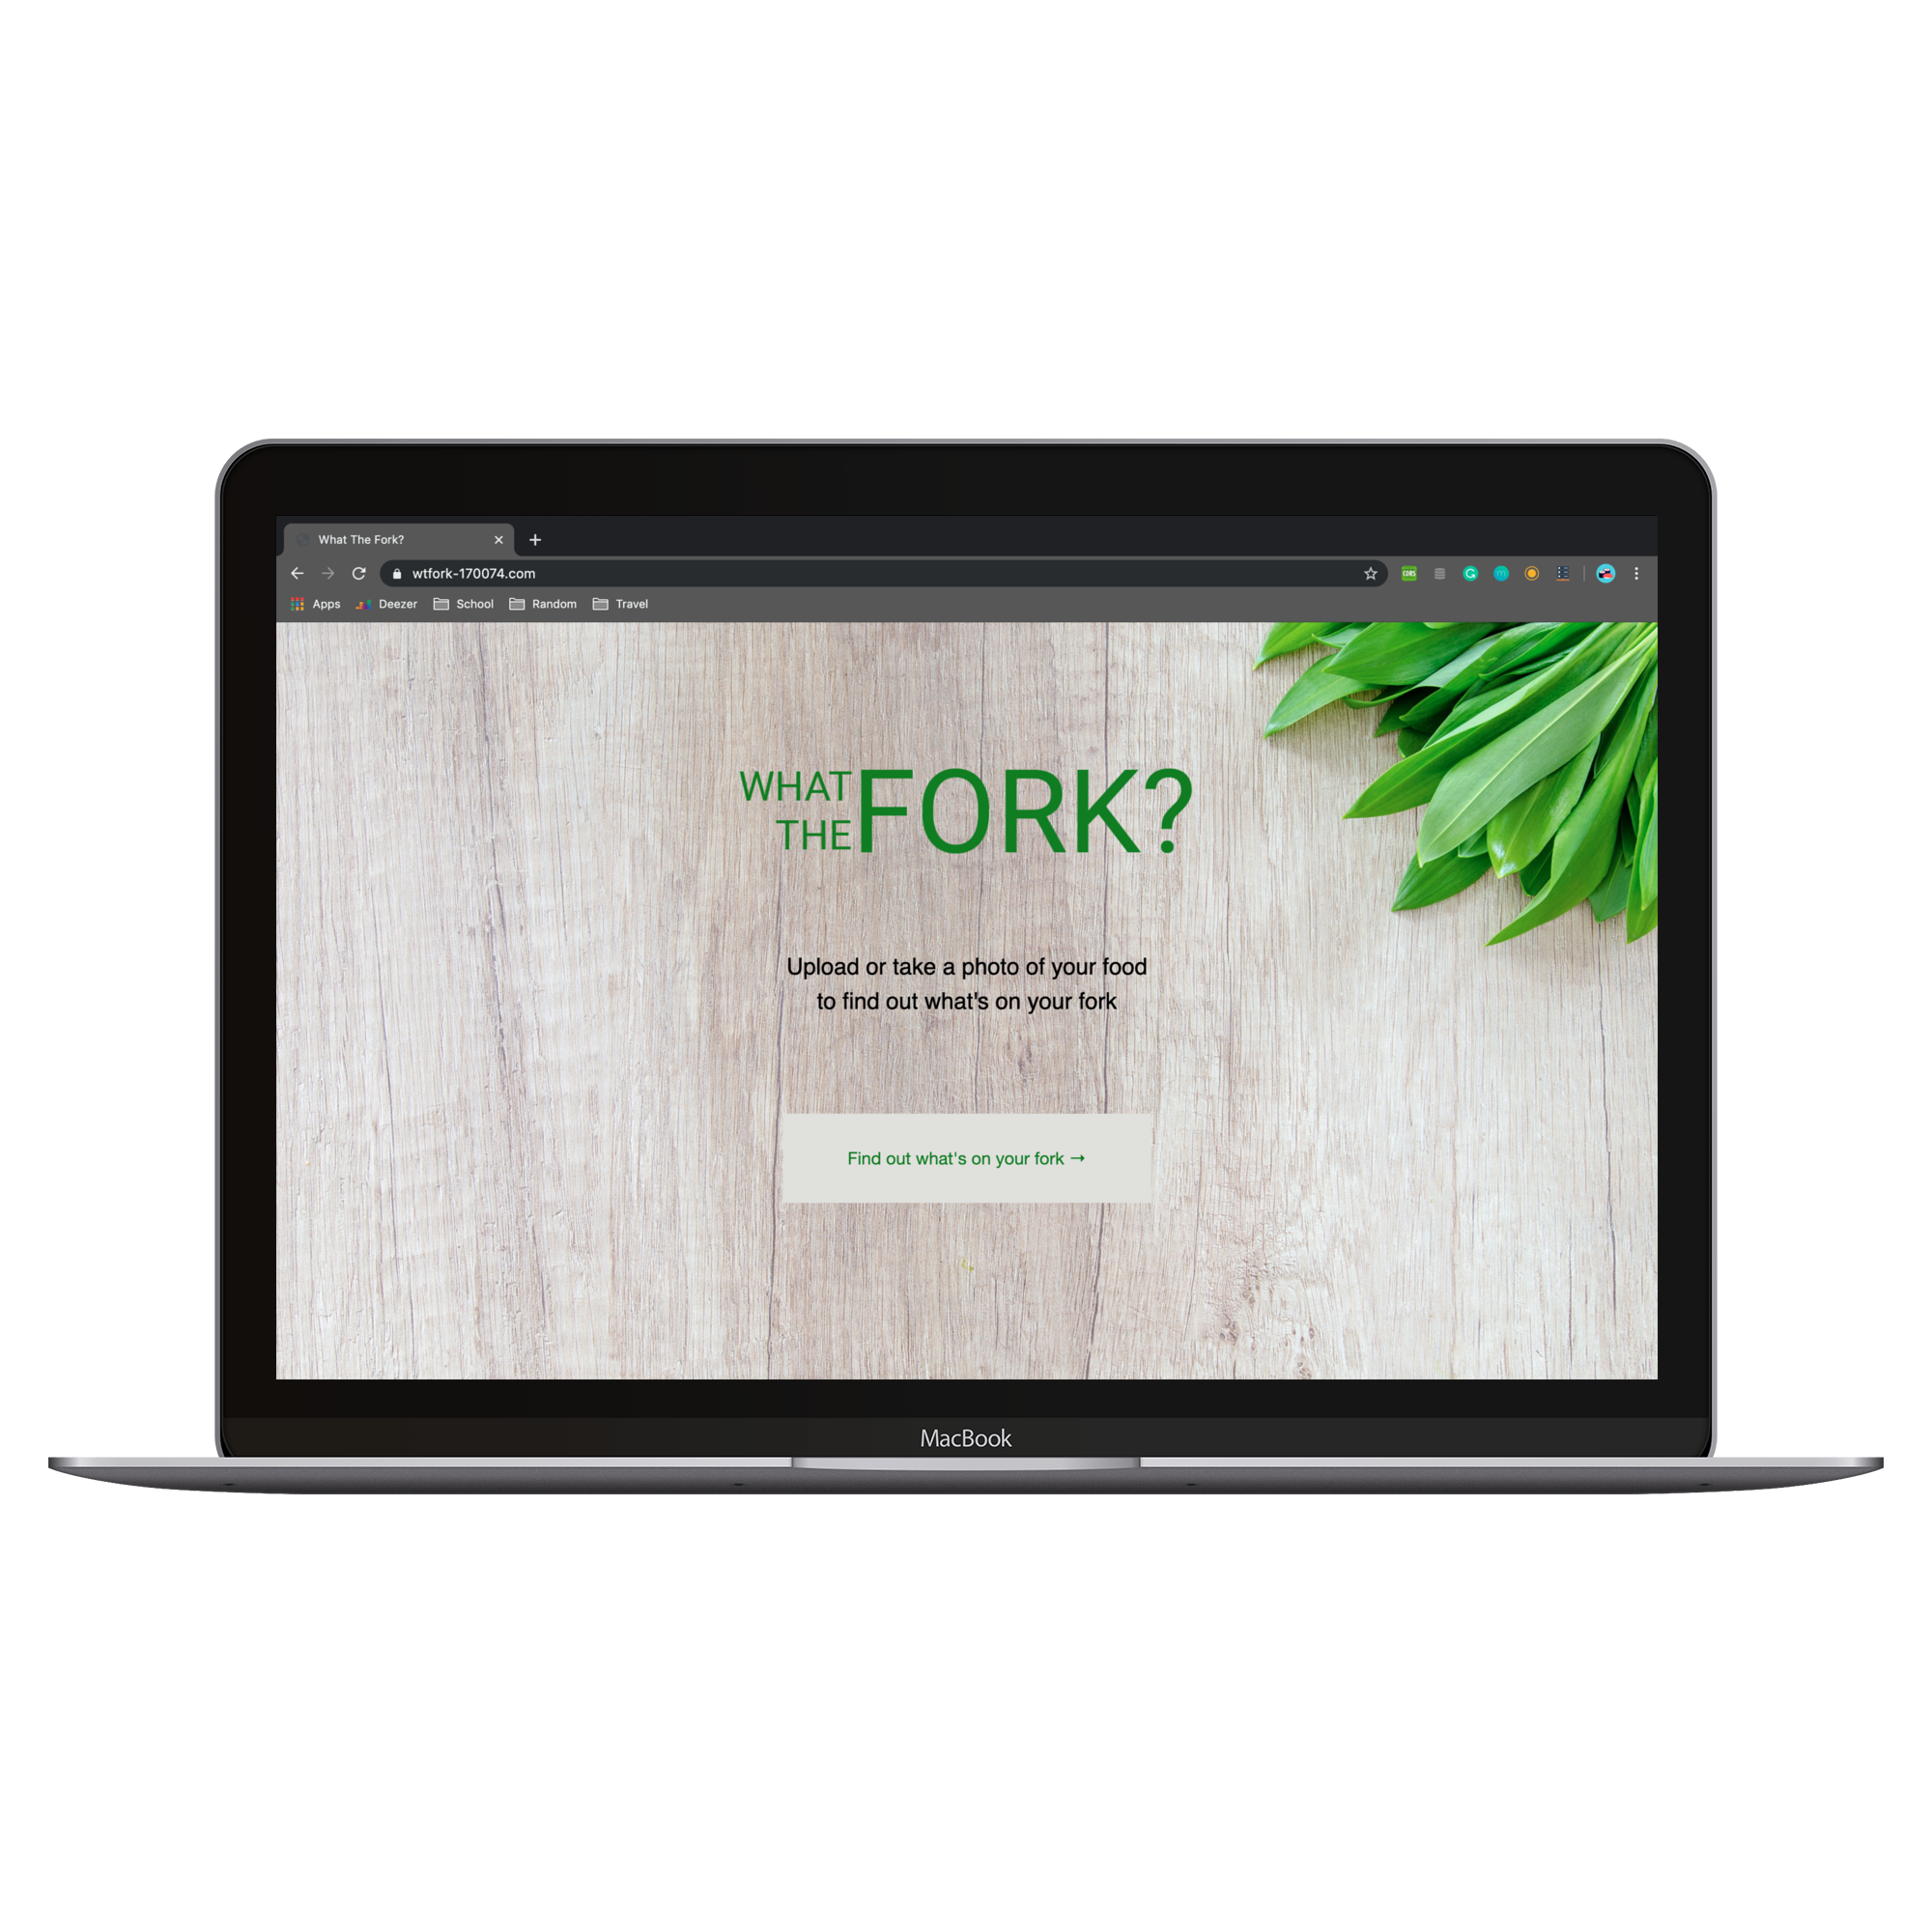 What The Fork?
wtfork-170074.com
CORS
Apps Deezer School Random Travel
WHAT
THE FORK?
Upload or take a photo of your food
to find out what's on your fork
Find out what's on your fork →
MacBook